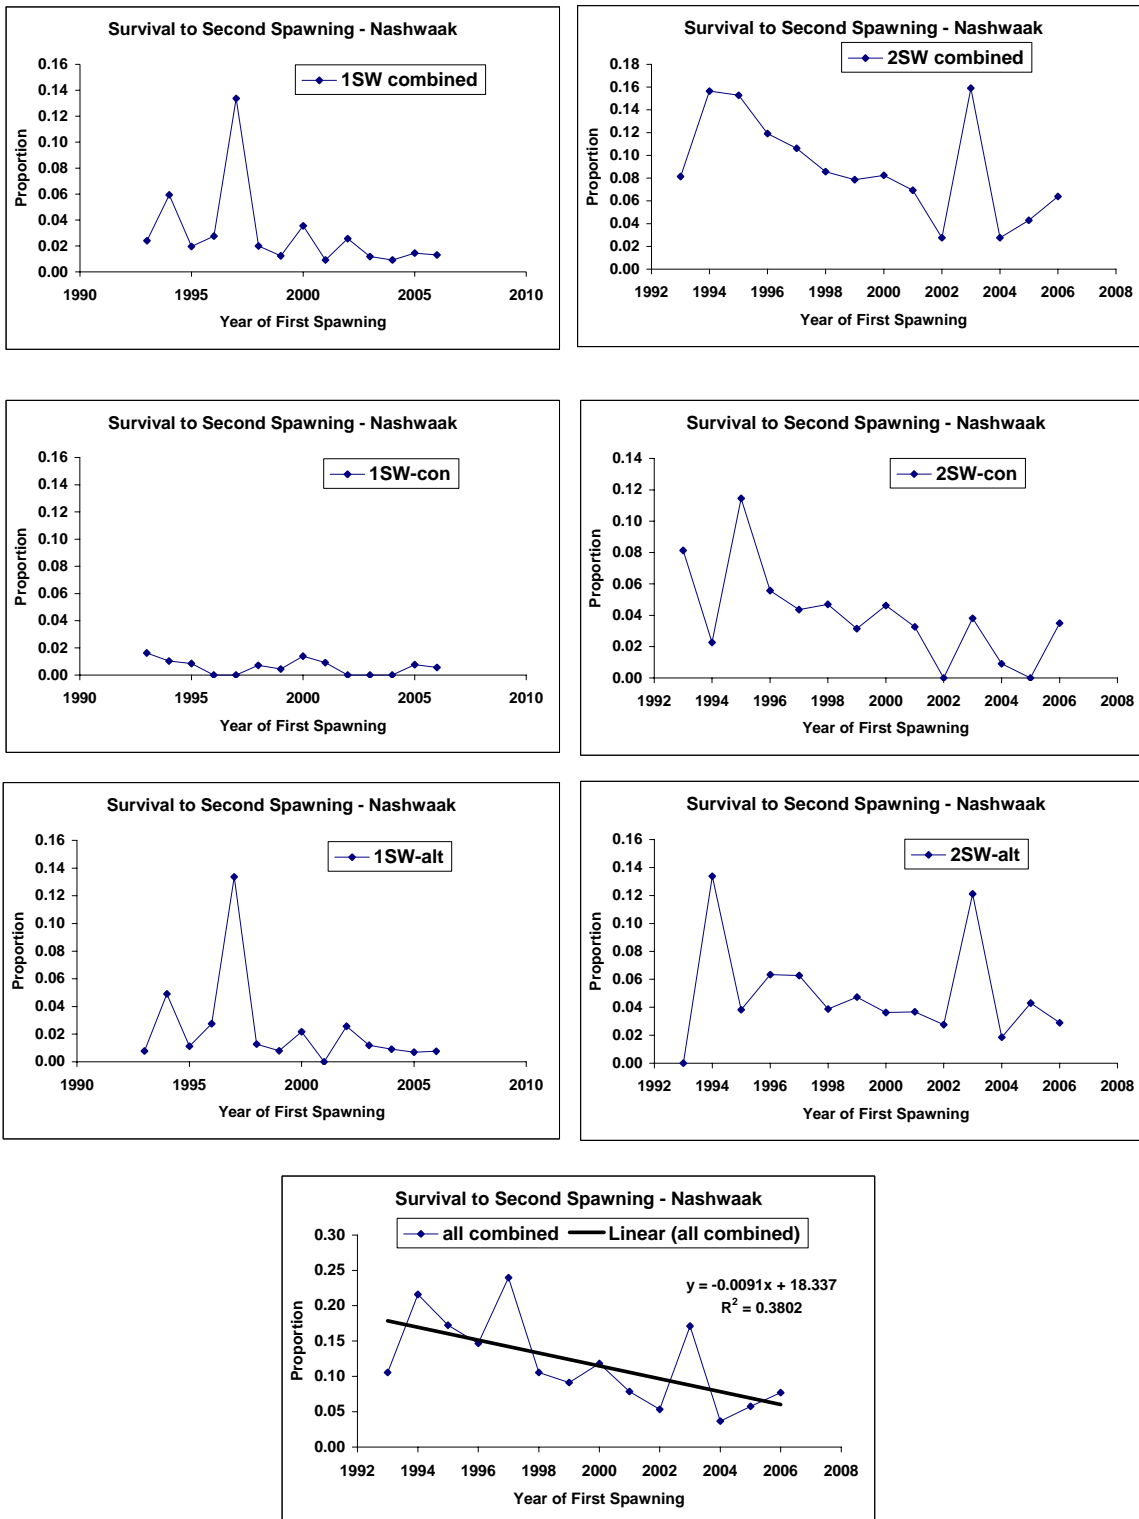 Survival to Second Spawning - Nashwaak
1SW combined
0.16
0.14
0.12
0.10
0.08
0.06
0.04
0.02
0.00
Proportion
1990 1995 2000 2005 2010
Year of First Spawning
Survival to Second Spawning - Nashwaak
2SW combined
0.18
0.16
0.14
0.12
0.10
0.08
0.06
0.04
0.02
0.00
Proportion
1992 1994 1996 1998 2000 2002 2004 2006 2008
Year of First Spawning
Survival to Second Spawning - Nashwaak
1SW-con
0.16
0.14
0.12
0.10
0.08
0.06
0.04
0.02
0.00
Proportion
1990 1995 2000 2005 2010
Year of First Spawning
Survival to Second Spawning - Nashwaak
2SW-con
0.14
0.12
0.10
0.08
0.06
0.04
0.02
0.00
Proportion
1992 1994 1996 1998 2000 2002 2004 2006 2008
Year of First Spawning
Survival to Second Spawning - Nashwaak
1SW-alt
0.16
0.14
0.12
0.10
0.08
0.06
0.04
0.02
0.00
Proportion
1990 1995 2000 2005 2010
Year of First Spawning
Survival to Second Spawning - Nashwaak
2SW-alt
0.16
0.14
0.12
0.10
0.08
0.06
0.04
0.02
0.00
Proportion
1992 1994 1996 1998 2000 2002 2004 2006 2008
Year of First Spawning
Survival to Second Spawning - Nashwaak
all combined Linear (all combined)
0.30
0.25
0.20
0.15
0.10
0.05
0.00
Proportion
y = -0.0091x + 18.337
R² = 0.3802
1992 1994 1996 1998 2000 2002 2004 2006 2008
Year of First Spawning